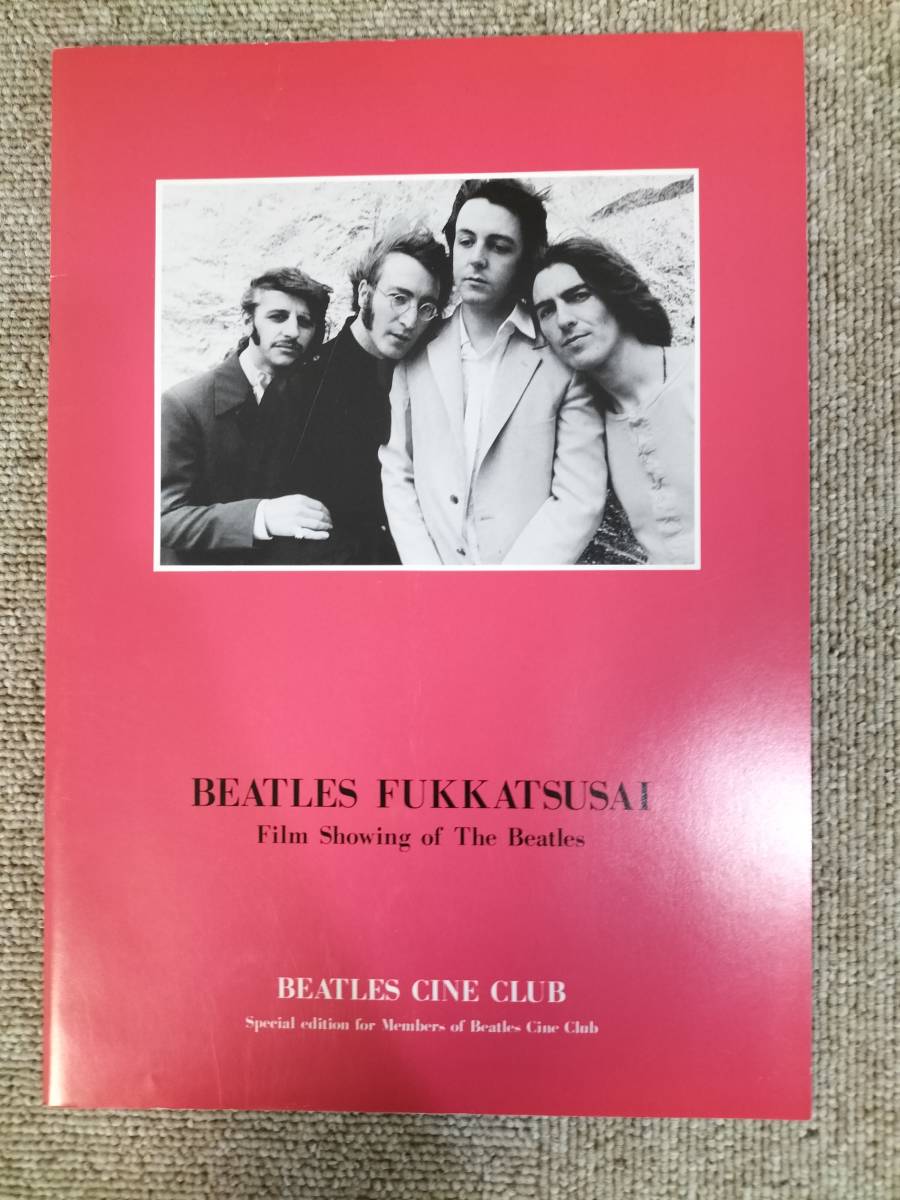 BEATLES FUKKATSUSAI
Film Showing of The Beatles
BEATLES CINE CLUB
Special edition for Members of Beatles Cine Club